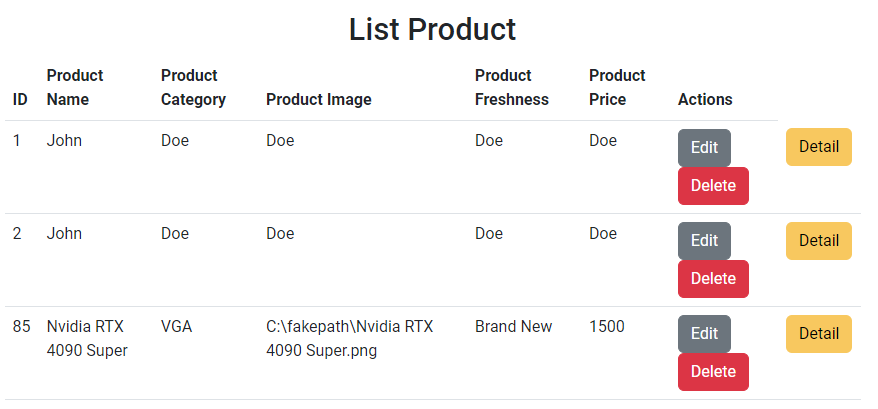 List Product
ID Product Name Product Category Product Image Product Freshness Product Price Actions
1 John Doe Doe Doe Doe Edit Delete Detail
2 John Doe Doe Doe Doe Edit Delete Detail
85 Nvidia RTX 4090 Super VGA C:\fakepath\Nvidia RTX 4090 Super.png Brand New 1500 Edit Delete Detail